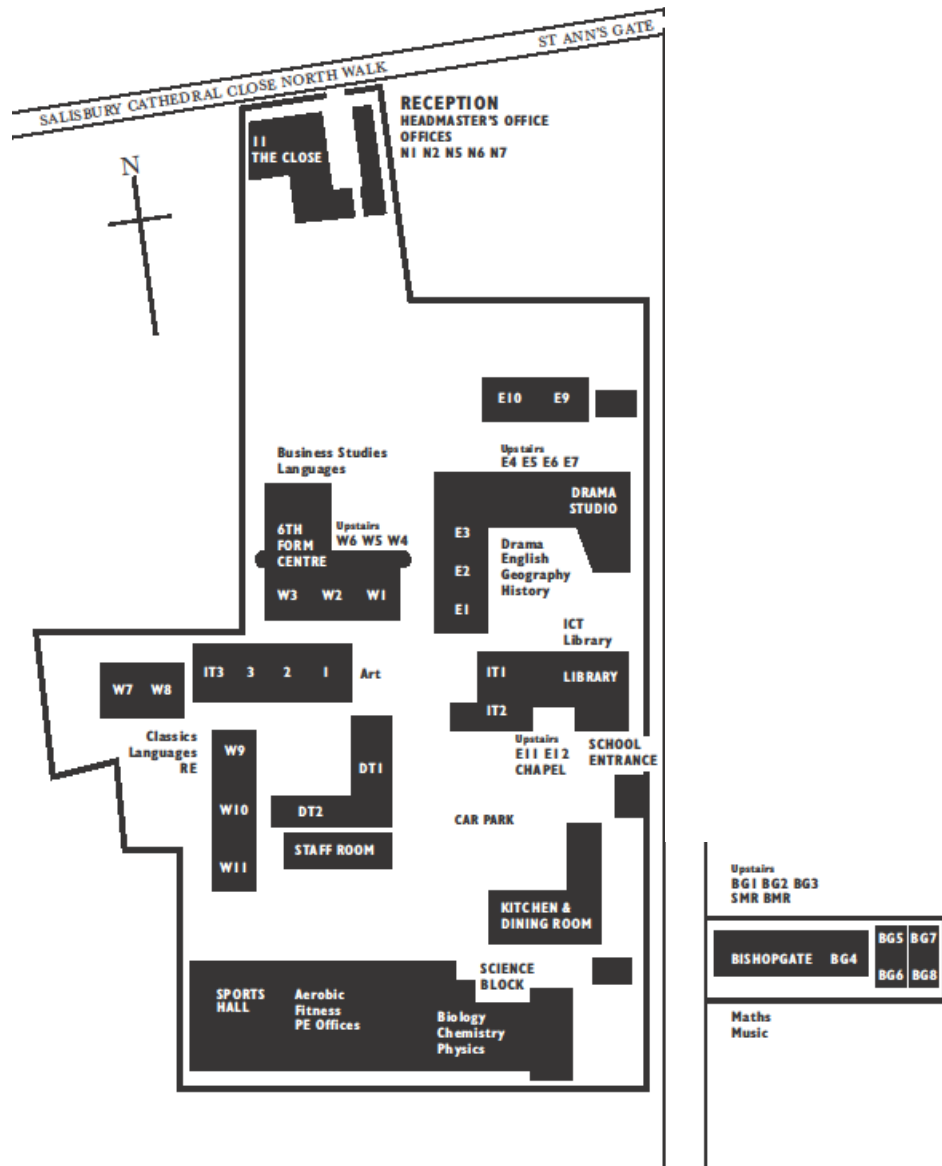 ST ANN'S GATE
SALISBURY CATHEDRAL CLOSE NORTH WALK
RECEPTION
HEADMASTER'S OFFICE
OFFICES
N1 N2 N5 N6 N7
11
THE CLOSE
N
E10 E9
Upstairs
E4 E5 E6 E7
Business Studies
Languages
DRAMA
STUDIO
6TH
FORM
CENTRE
Upstairs
W6 W5 W4
E3
E2
E1
Drama
English
Geography
History
W3 W2 W1
ICT
Library
IT3 3 2 1
Art
IT1
LIBRARY
IT2
W7 W8
Classics
Languages
RE
W9
W10
W11
DT1
DT2
STAFF ROOM
Upstairs
E11 E12
CHAPEL
SCHOOL
ENTRANCE
CAR PARK
KITCHEN &
DINING ROOM
Upstairs
BG1 BG2 BG3
SMR BMR
BISHOPGATE BG4
BG5 BG7
BG6 BG8
Maths
Music
SCIENCE
BLOCK
SPORTS
HALL
Aerobic
Fitness
PE Offices
Biology
Chemistry
Physics